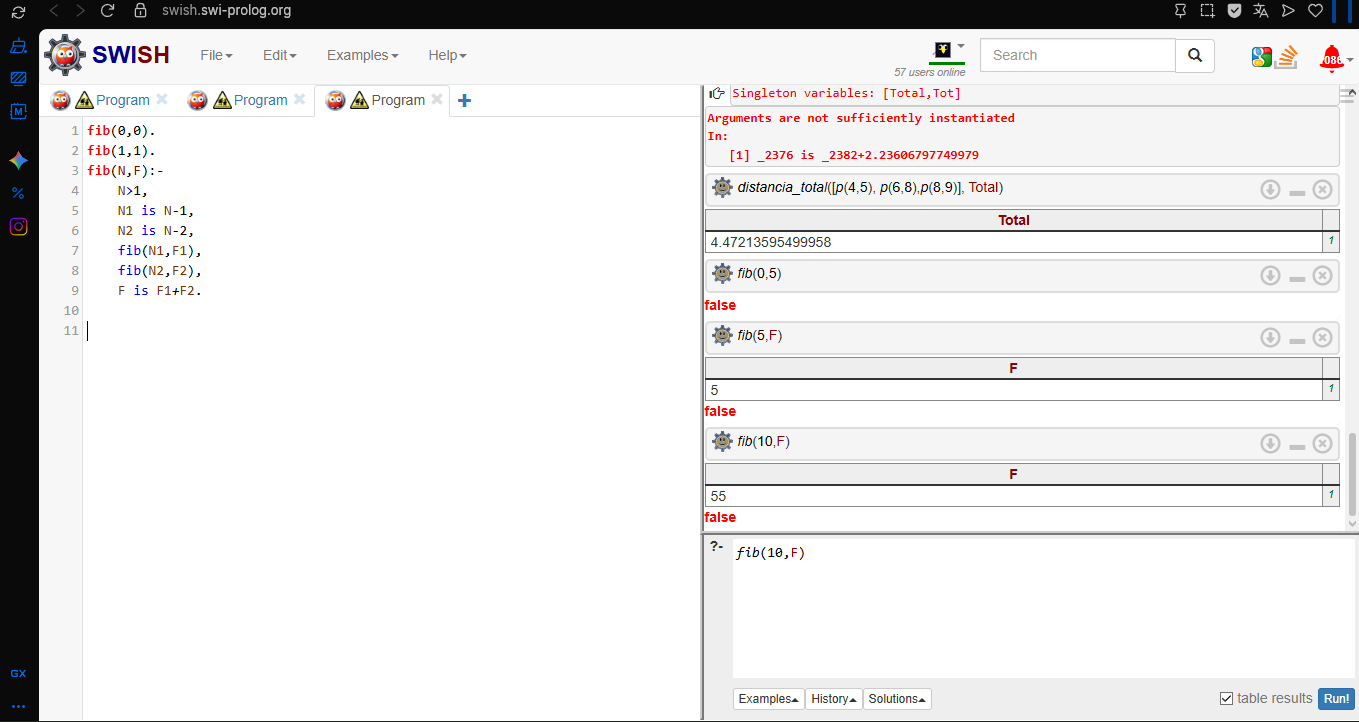 swish.swi-prolog.org
SWISH File Edit Examples Help
57 users online
Search
Program Program Program
1 fib(0,0).
2 fib(1,1).
3 fib(N,F):-
4 N>1,
5 N1 is N-1,
6 N2 is N-2,
7 fib(N1,F1),
8 fib(N2,F2),
9 F is F1+F2.
10
11
Singleton variables: [Total,Tot]
Arguments are not sufficiently instantiated
In:
[1] _2376 is _2382+2.23606797749979
distancia_total([p(4,5), p(6,8),p(8,9)], Total)
Total
4.47213595499958 1
fib(0,5)
false
fib(5,F)
F
5 1
false
fib(10,F)
F
55 1
false
?- fib(10,F)
Examples History Solutions table results Run!
M
%
GX